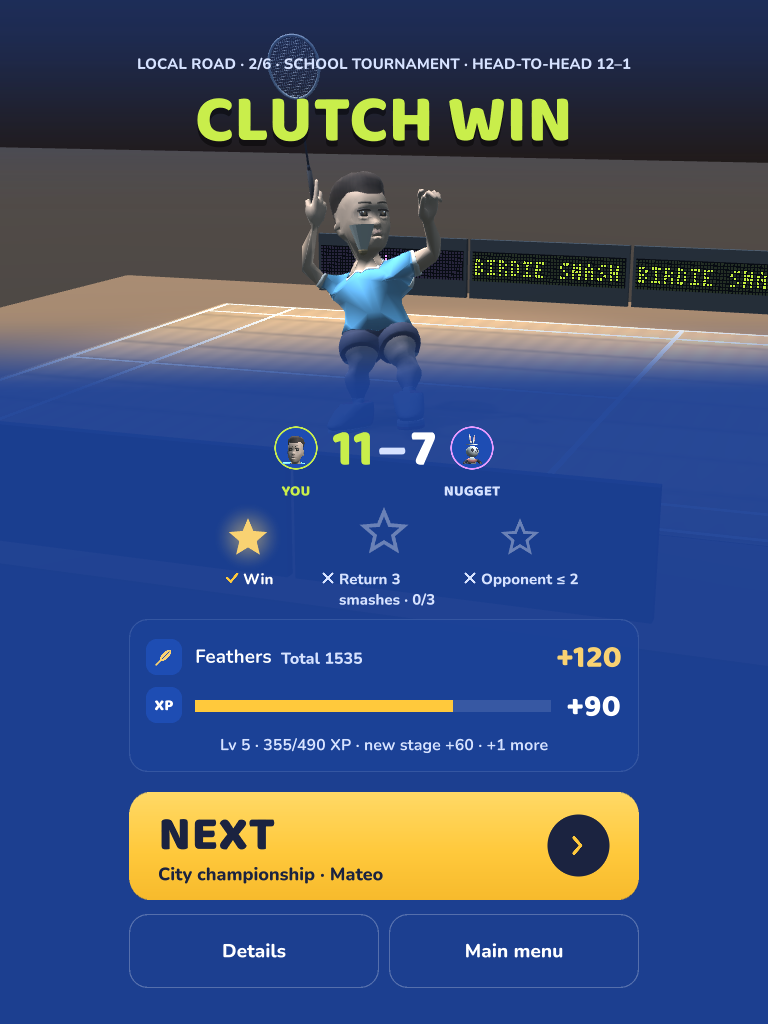 LOCAL ROAD · 2/6 · SCHOOL TOURNAMENT · HEAD-TO-HEAD 12–1
CLUTCH WIN
BIRDIE SMASH BIRDIE SMA
11–7
YOU NUGGET
Win
Return 3
smashes · 0/3
Opponent ≤ 2
Feathers Total 1535 +120
XP +90
Lv 5 · 355/490 XP · new stage +60 · +1 more
NEXT
City championship · Mateo
Details Main menu